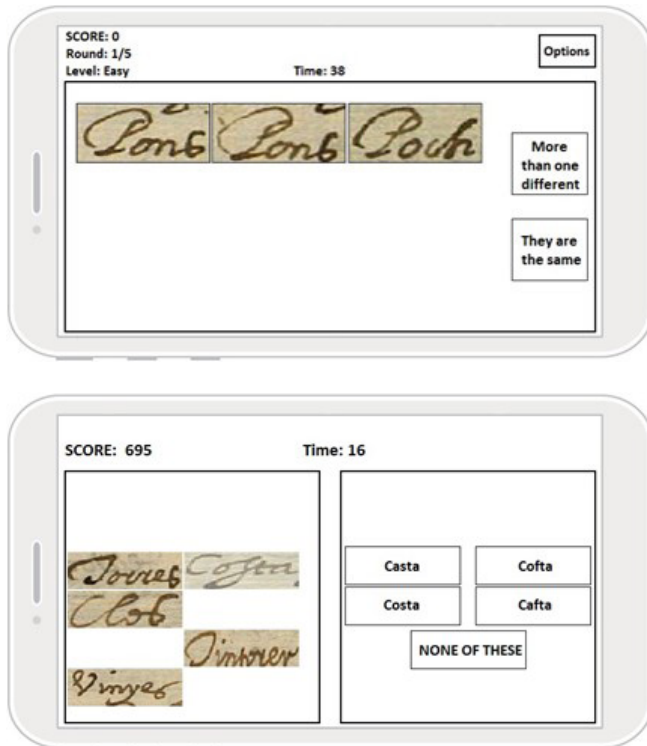 SCORE: 0
Round: 1/5
Level: Easy
Time: 38
Options
Pons Pons Poch
More
than one
different
They are
the same
SCORE: 695
Time: 16
Torres Costa
Clos
Vinyes
Casta
Cofta
Costa
Cafta
NONE OF THESE